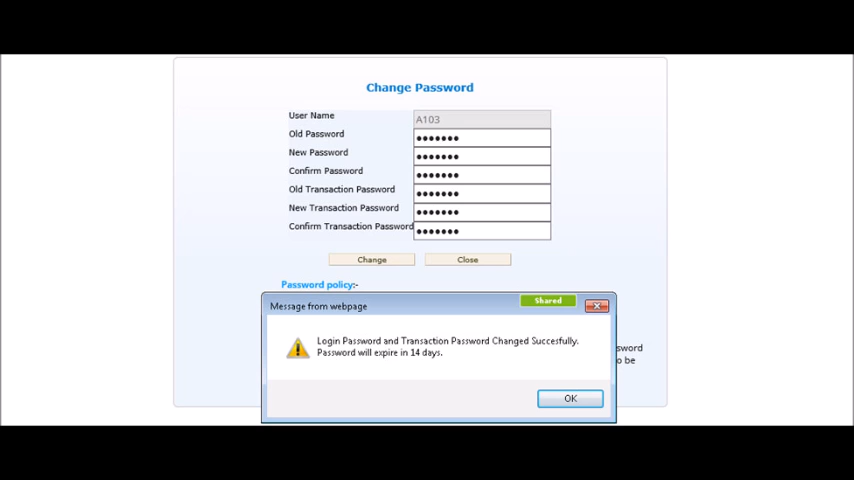 Change Password
User Name
A103
Old Password
New Password
Confirm Password
Old Transaction Password
New Transaction Password
Confirm Transaction Password
Change Close
Password policy:-
Shared
Message from webpage
Login Password and Transaction Password Changed Succesfully.
Password will expire in 14 days.
sword
o be
OK